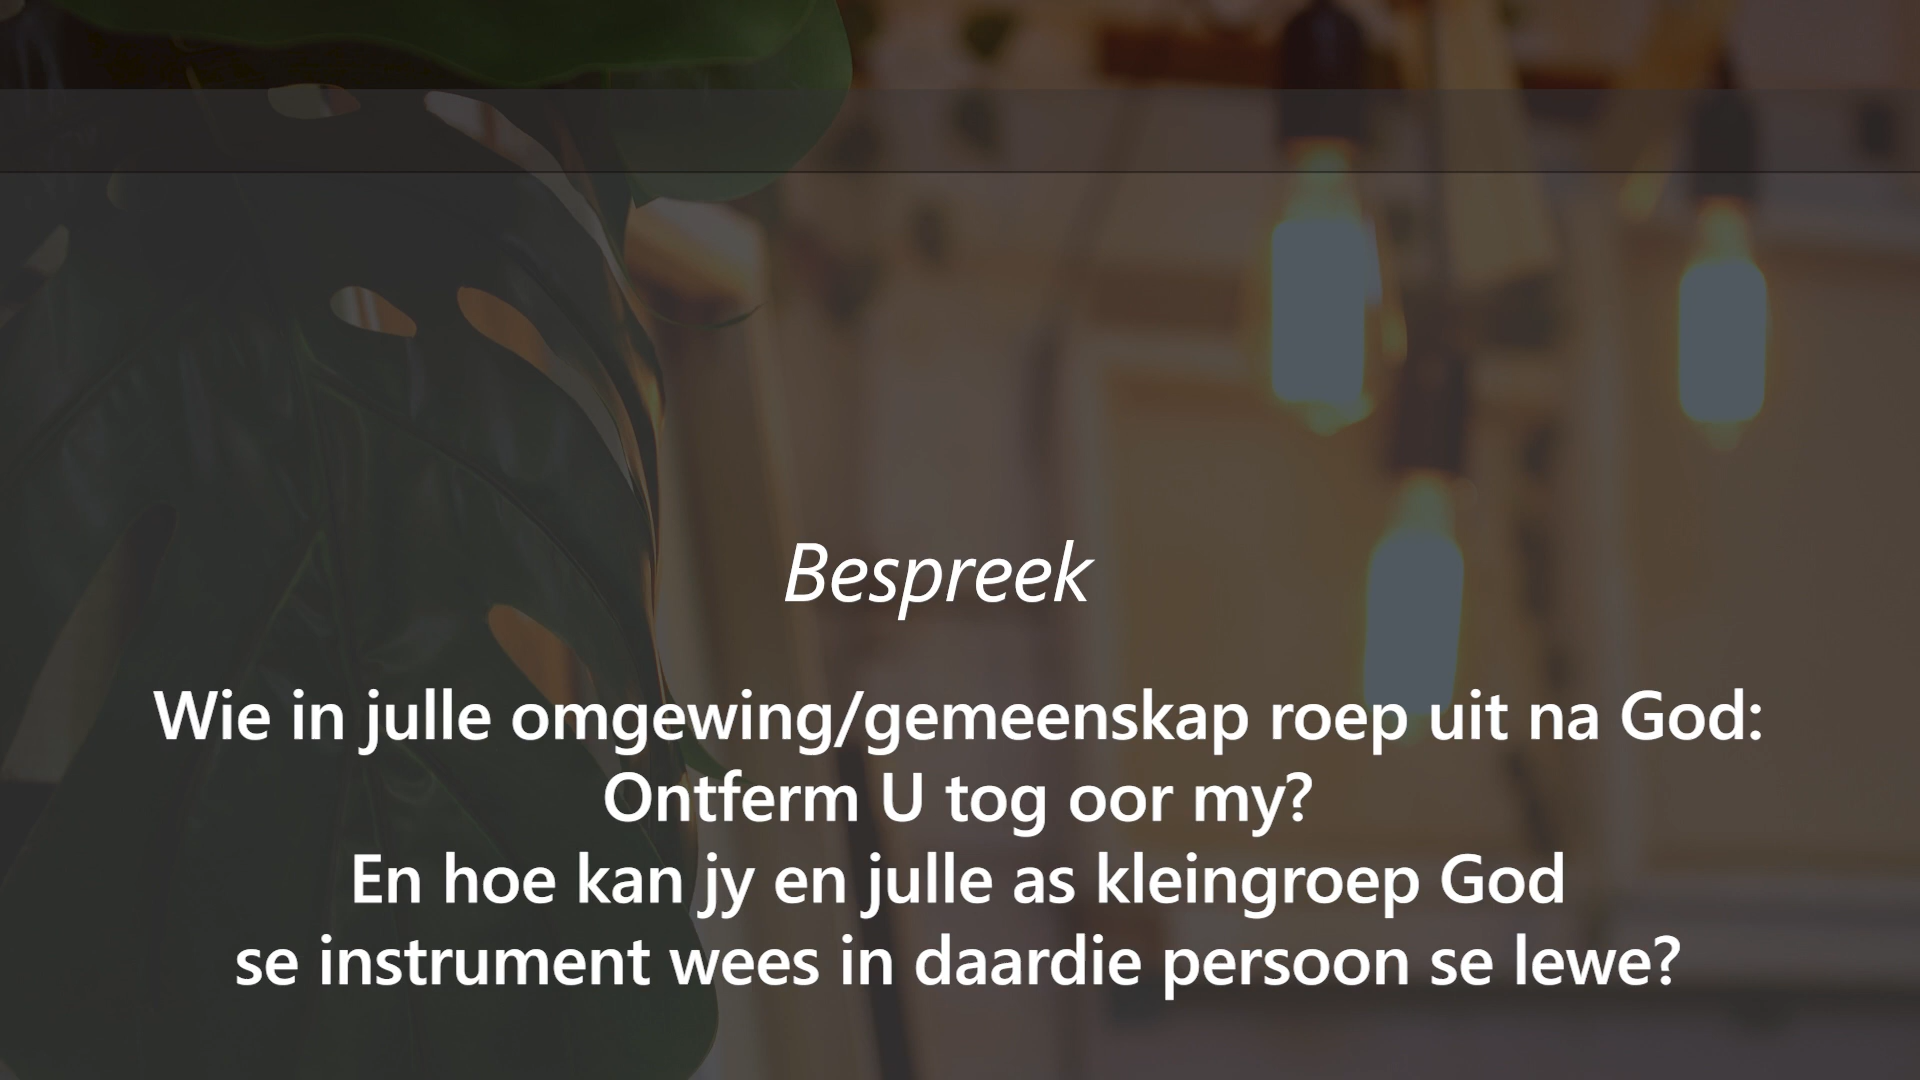 Bespreek
Wie in julle omgewing/gemeenskap roep uit na God:
Ontferm U tog oor my?
En hoe kan jy en julle as kleingroep God
se instrument wees in daardie persoon se lewe?